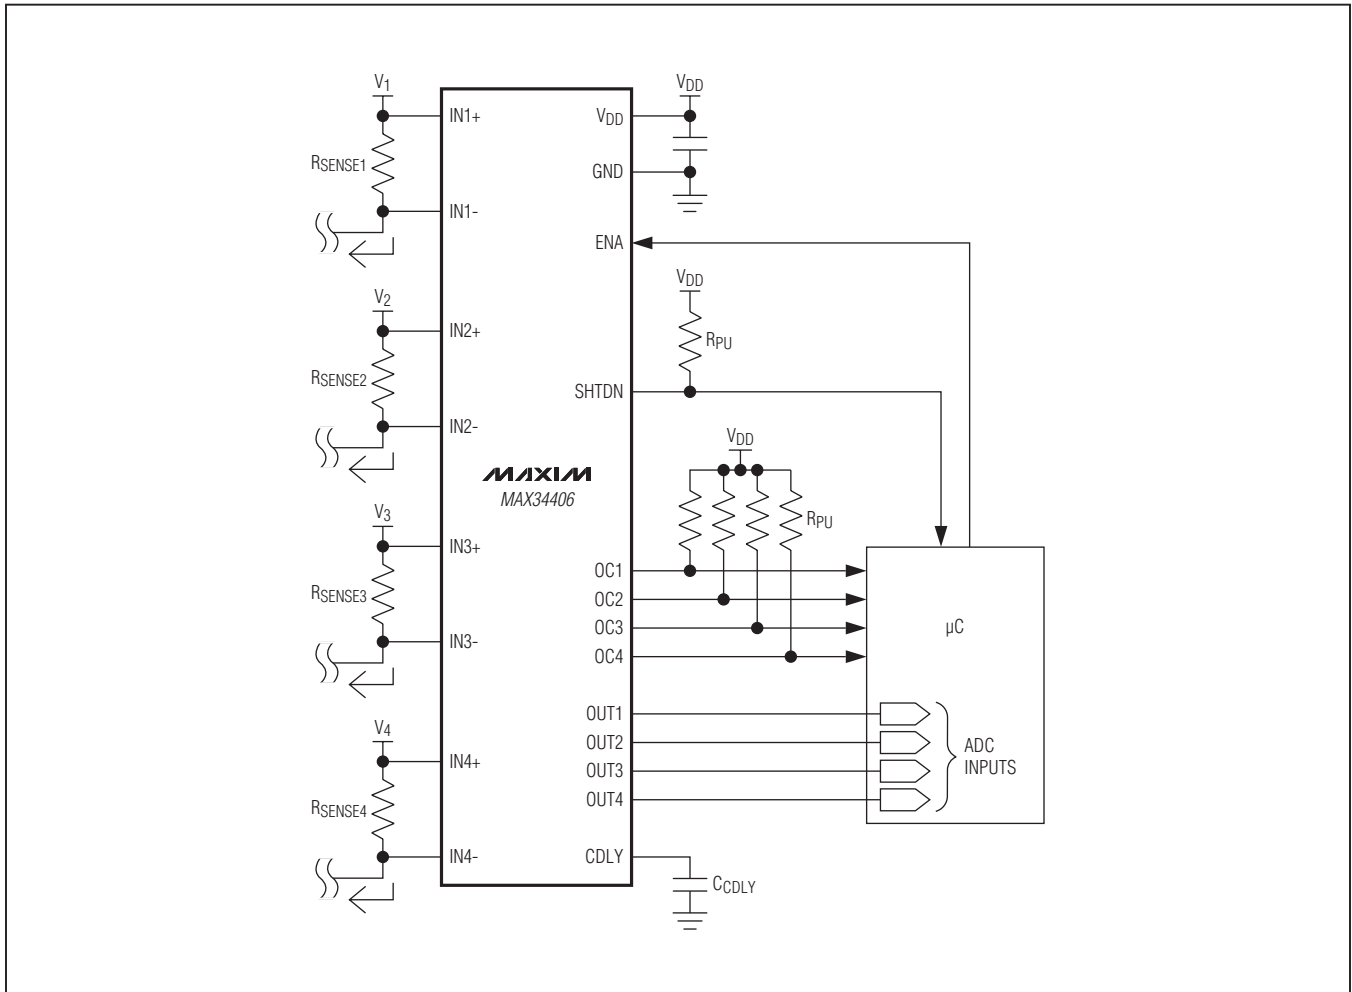 V1
IN1+
RSENSE1
IN1-
V2
IN2+
RSENSE2
IN2-
V3
IN3+
RSENSE3
IN3-
V4
IN4+
RSENSE4
IN4-
MAXIM
MAX34406
VDD
VDD
GND
ENA
VDD
RPU
SHTDN
VDD
RPU
OC1
OC2
OC3
OC4
OUT1
OUT2
OUT3
OUT4
CDLY
CCDLY
µC
ADC
INPUTS